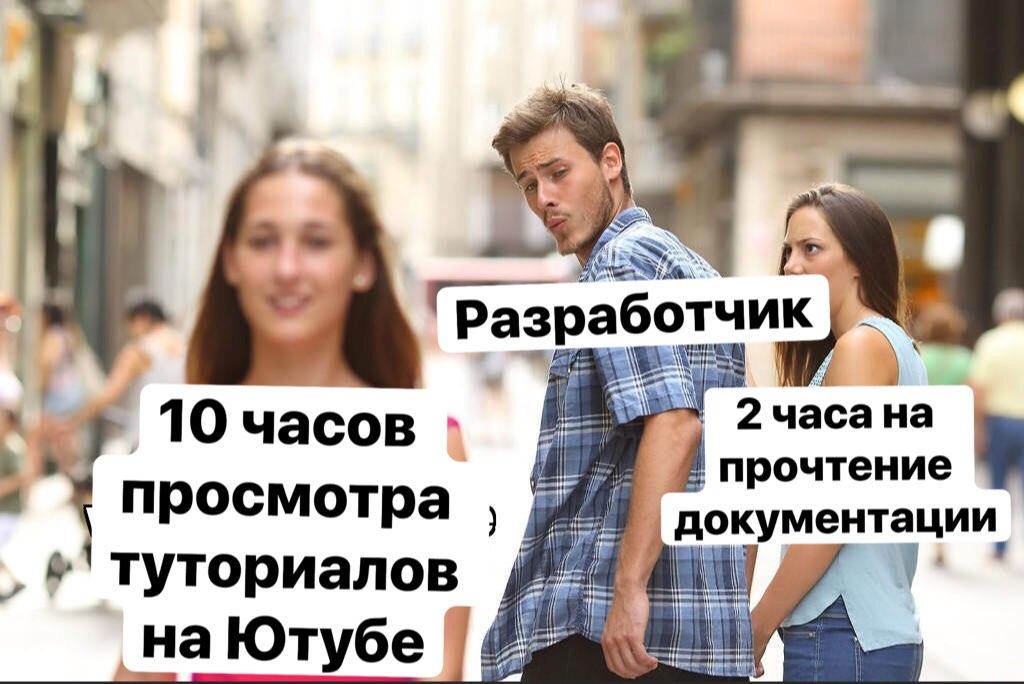 Разработчик
10 часов
просмотра
туториалов
на Ютубе
2 часа на
прочтение
документации